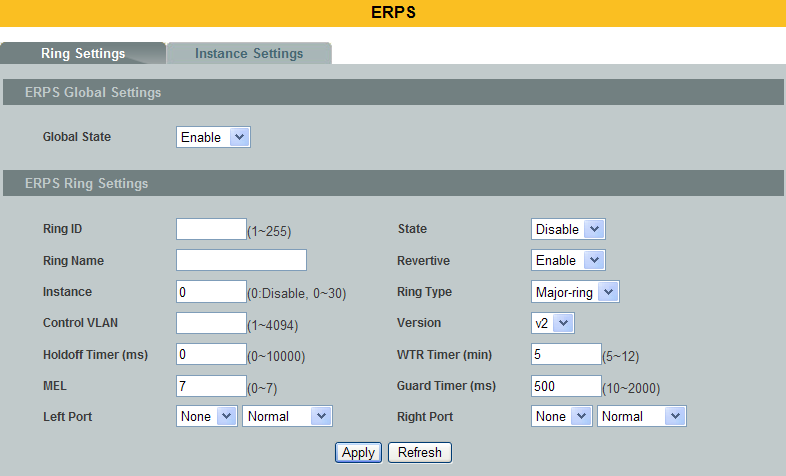 ERPS
Ring Settings Instance Settings
ERPS Global Settings
Global State Enable
ERPS Ring Settings
Ring ID (1~255) State Disable
Ring Name Revertive Enable
Instance 0 (0:Disable, 0~30) Ring Type Major-ring
Control VLAN (1~4094) Version v2
Holdoff Timer (ms) 0 (0~10000) WTR Timer (min) 5 (5~12)
MEL 7 (0~7) Guard Timer (ms) 500 (10~2000)
Left Port None Normal Right Port None Normal
Apply Refresh